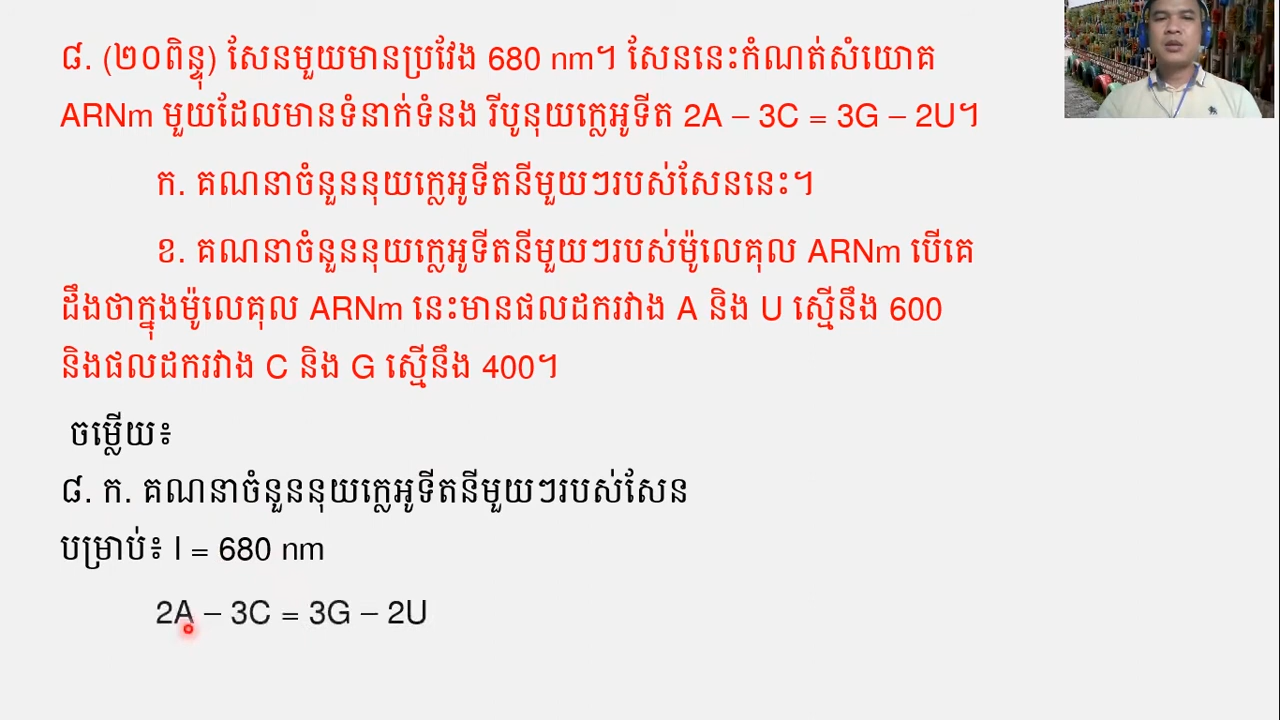 ៨. (២០ពិន្ទុ) សែនមួយមានប្រវែង 680 nm។ សែននេះកំណត់សំយោគ
ARNm មួយដែលមានទំនាក់ទំនង រីបូនុយក្លេអូទីត 2A – 3C = 3G – 2U។
ក. គណនាចំនួននុយក្លេអូទីតនីមួយៗរបស់សែននេះ។
ខ. គណនាចំនួននុយក្លេអូទីតនីមួយៗរបស់ម៉ូលេគុល ARNm បើគេ
ដឹងថាក្នុងម៉ូលេគុល ARNm នេះមានផលដករវាង A និង U ស្មើនឹង 600
និងផលដករវាង C និង G ស្មើនឹង 400។
ចម្លើយ៖
៨. ក. គណនាចំនួននុយក្លេអូទីតនីមួយៗរបស់សែន
បម្រាប់៖ l = 680 nm
2A – 3C = 3G – 2U